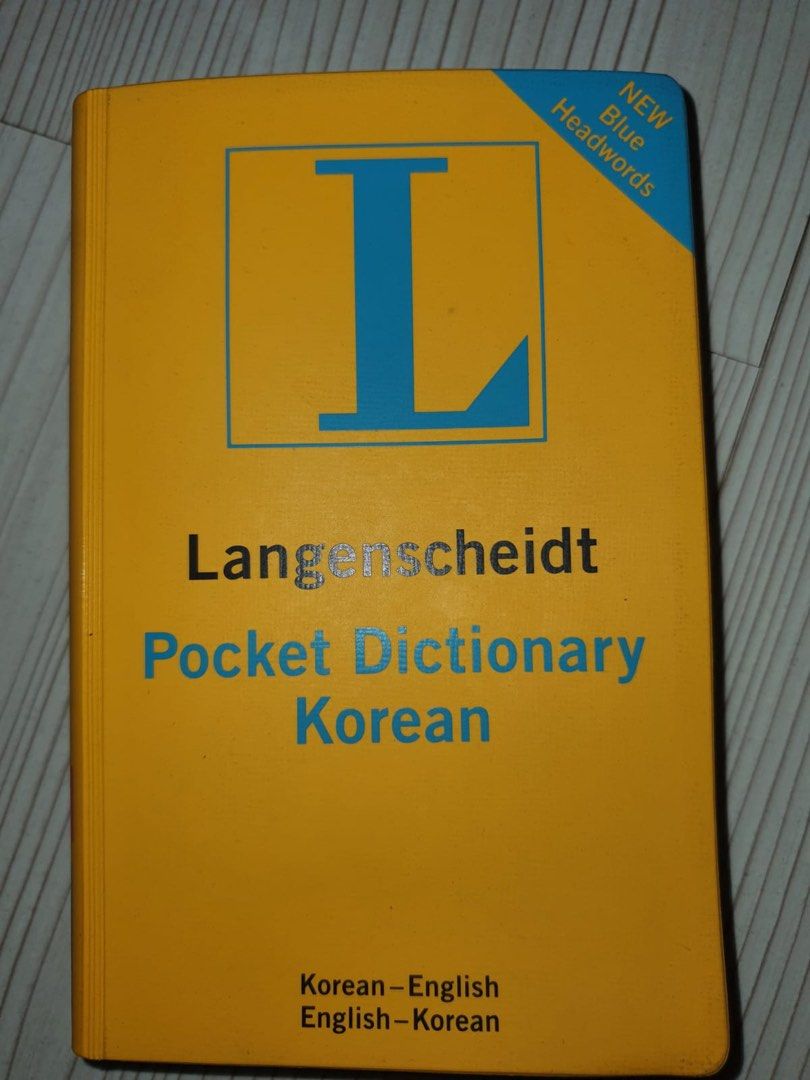 NEW
Blue
Headwords
L
Langenscheidt
Pocket Dictionary
Korean
Korean–English
English–Korean